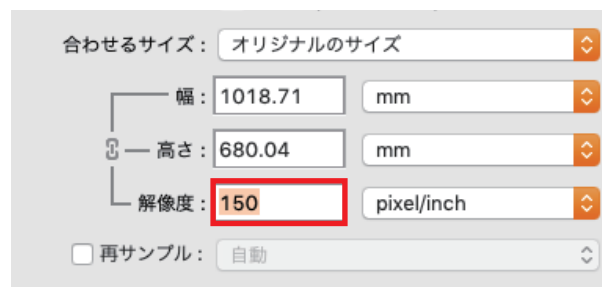 合わせるサイズ： オリジナルのサイズ
幅： 1018.71 mm
高さ： 680.04 mm
解像度： 150 pixel/inch
再サンプル： 自動